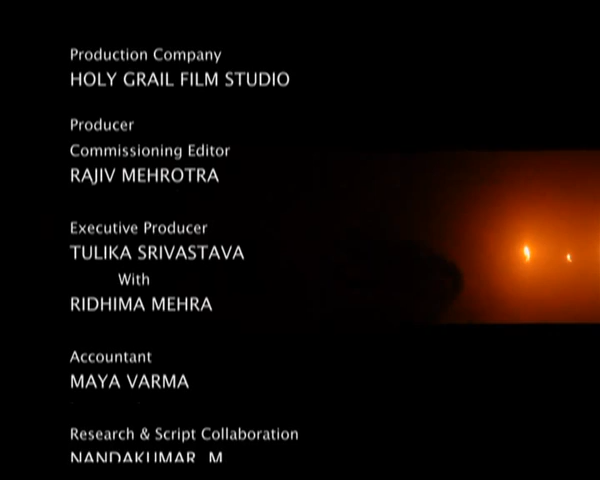 Production Company
HOLY GRAIL FILM STUDIO
Producer
Commissioning Editor
RAJIV MEHROTRA
Executive Producer
TULIKA SRIVASTAVA
With
RIDHIMA MEHRA
Accountant
MAYA VARMA
Research & Script Collaboration
NANDAKUMAR M